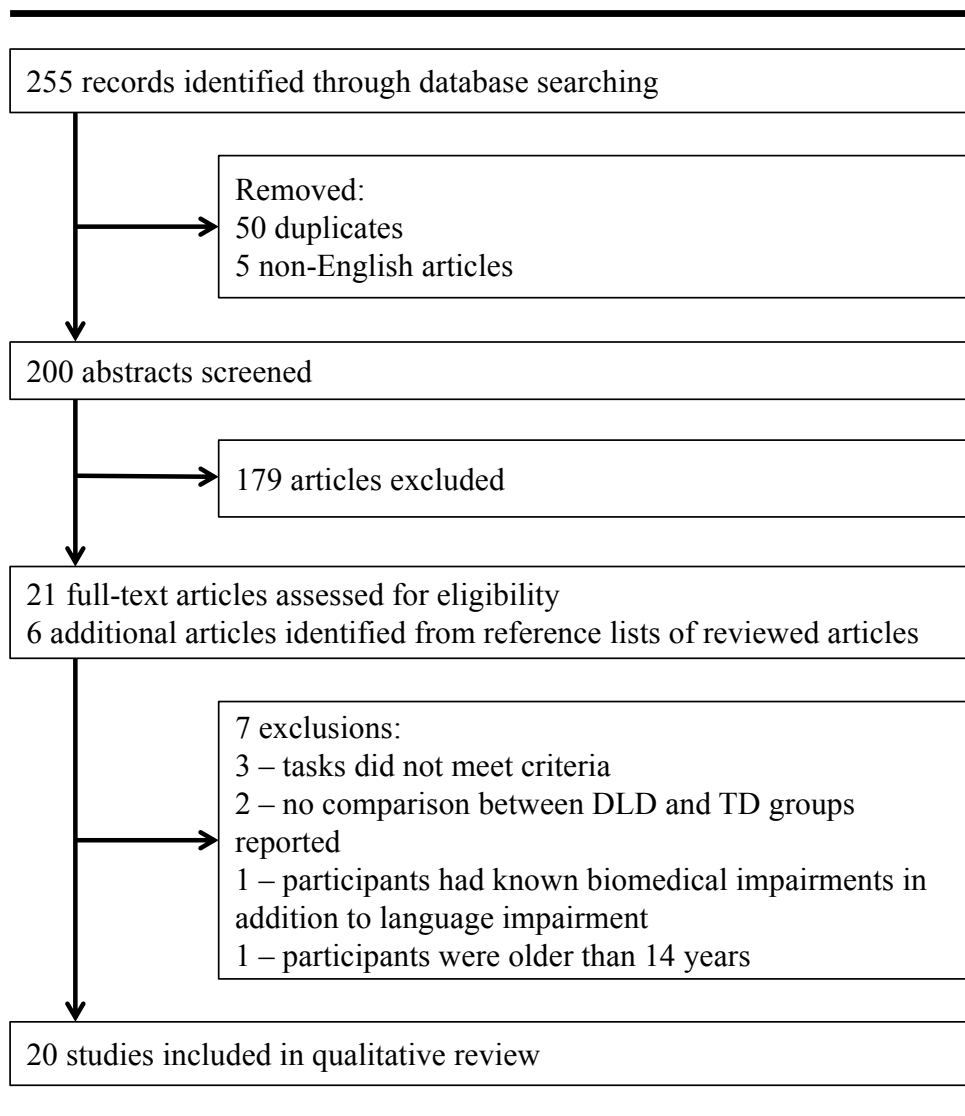 255 records identified through database searching
Removed:
50 duplicates
5 non-English articles
200 abstracts screened
179 articles excluded
21 full-text articles assessed for eligibility
6 additional articles identified from reference lists of reviewed articles
7 exclusions:
3 – tasks did not meet criteria
2 – no comparison between DLD and TD groups
reported
1 – participants had known biomedical impairments in
addition to language impairment
1 – participants were older than 14 years
20 studies included in qualitative review